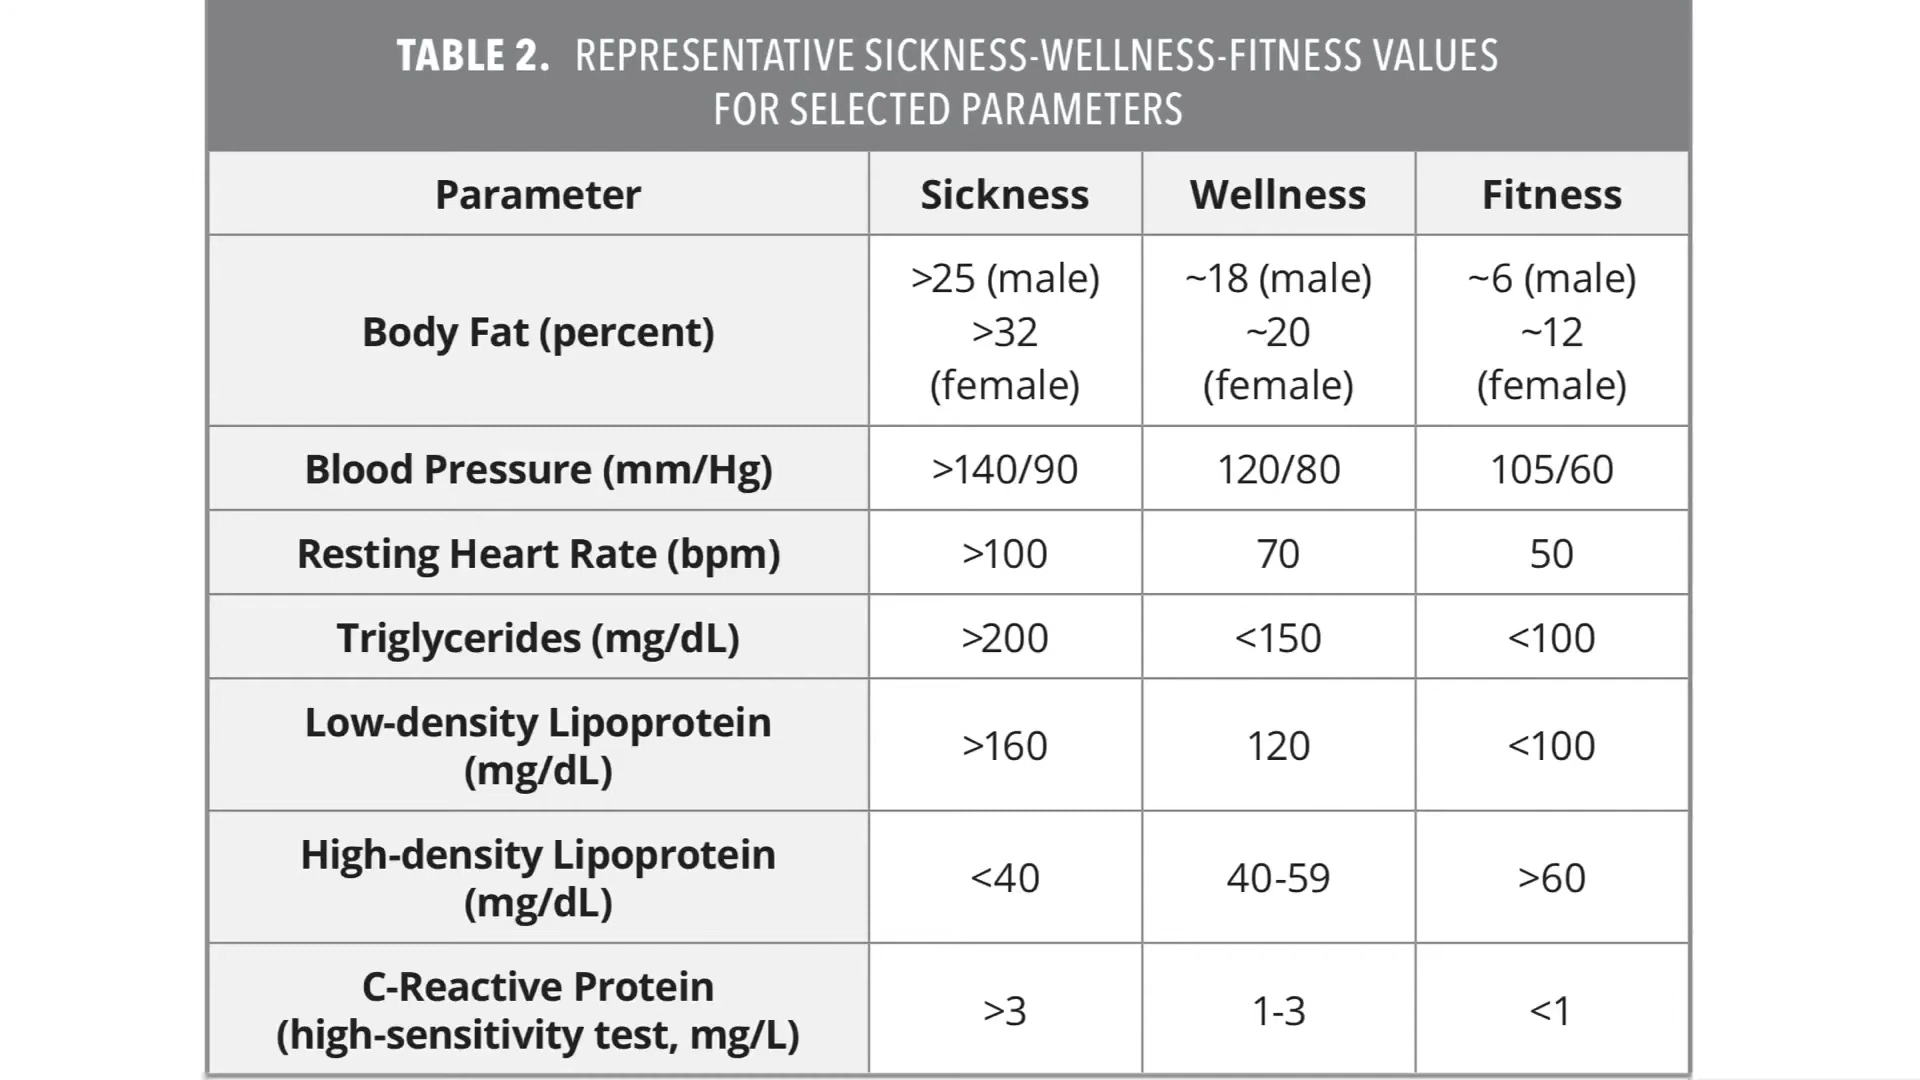 TABLE 2. REPRESENTATIVE SICKNESS-WELLNESS-FITNESS VALUES
FOR SELECTED PARAMETERS
Parameter Sickness Wellness Fitness
Body Fat (percent)
>25 (male)
>32
(female)
~18 (male)
~20
(female)
~6 (male)
~12
(female)
Blood Pressure (mm/Hg) >140/90 120/80 105/60
Resting Heart Rate (bpm) >100 70 50
Triglycerides (mg/dL) >200 <150 <100
Low-density Lipoprotein
(mg/dL)
>160 120 <100
High-density Lipoprotein
(mg/dL)
<40 40-59 >60
C-Reactive Protein
(high-sensitivity test, mg/L)
>3 1-3 <1